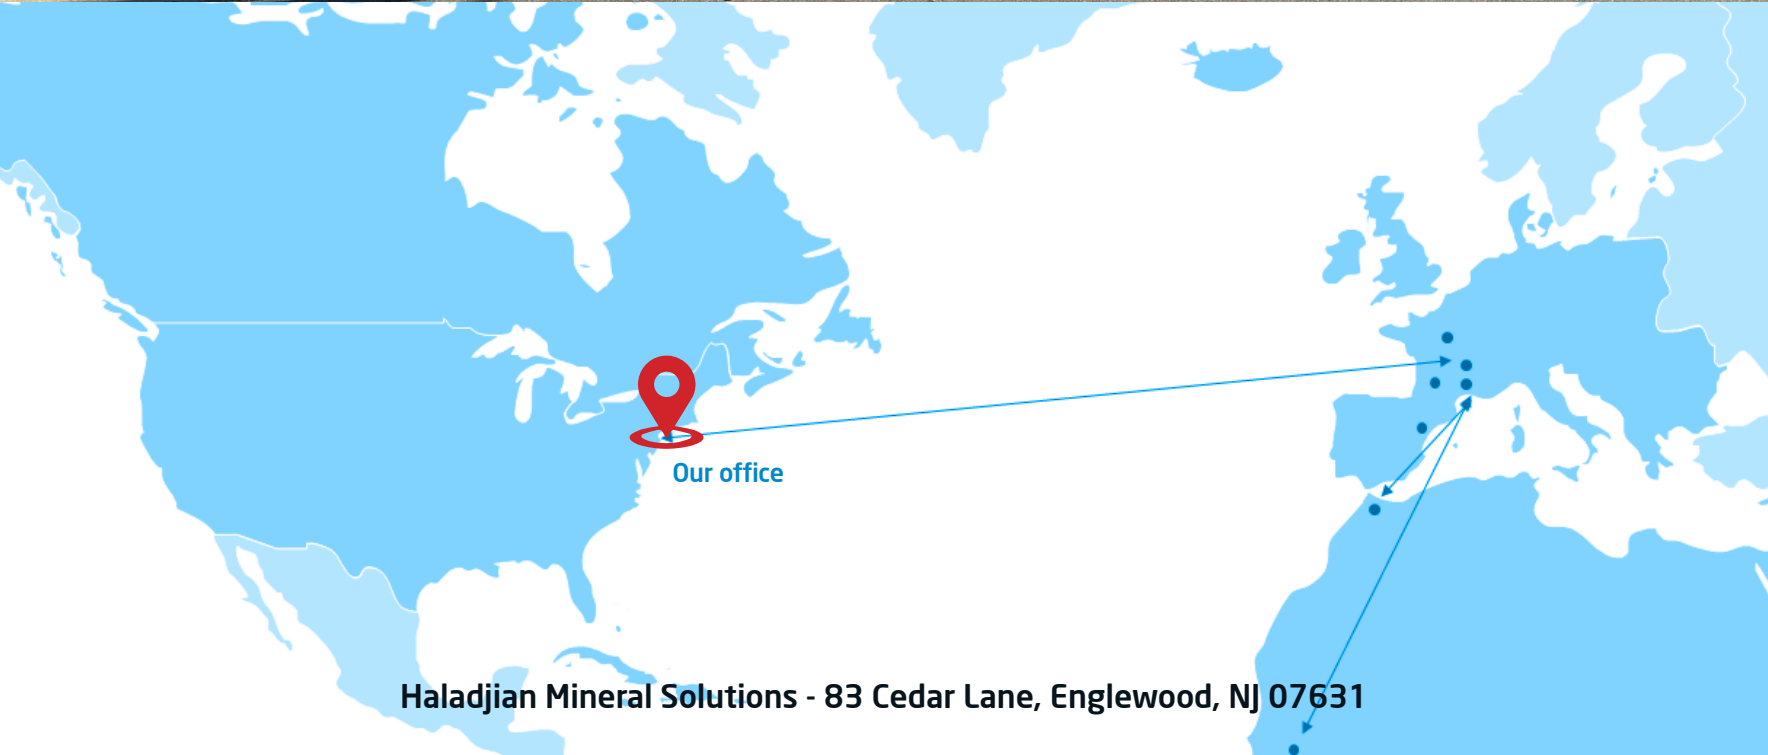 Our office
Haladjian Mineral Solutions - 83 Cedar Lane, Englewood, NJ 07631